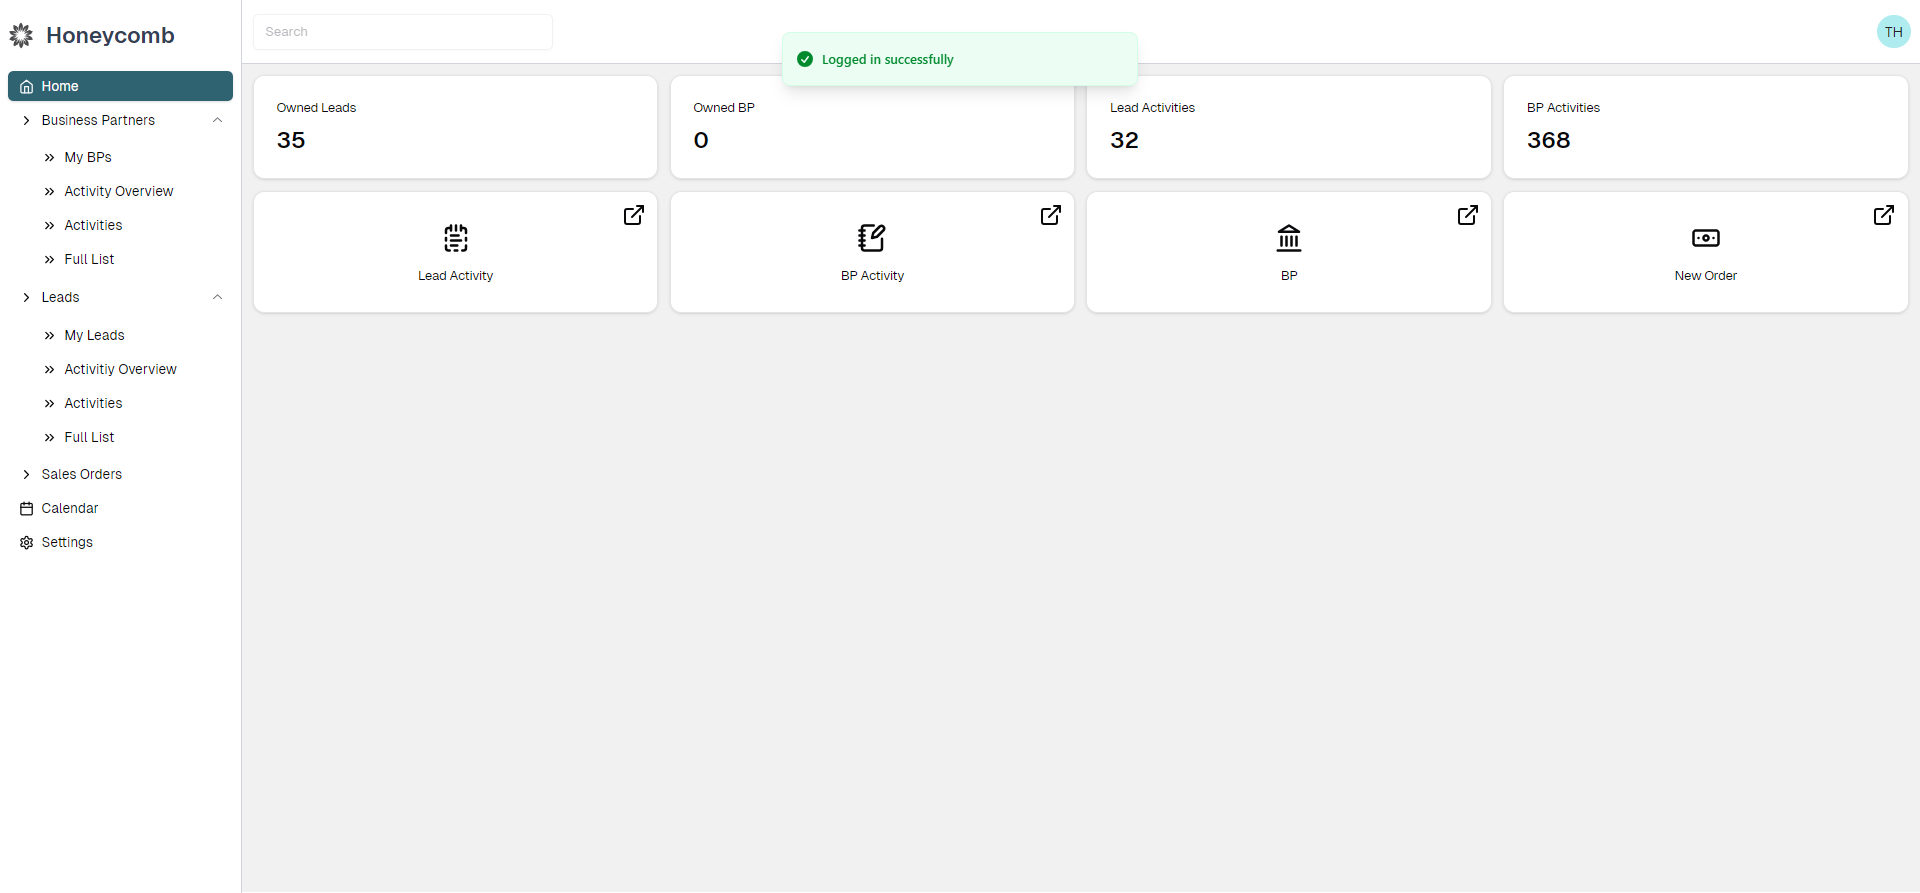 Honeycomb
Home
Business Partners
My BPs
Activity Overview
Activities
Full List
Leads
My Leads
Activitiy Overview
Activities
Full List
Sales Orders
Calendar
Settings
Search
Logged in successfully
TH
Owned Leads
35
Owned BP
0
Lead Activities
32
BP Activities
368
Lead Activity
BP Activity
BP
New Order